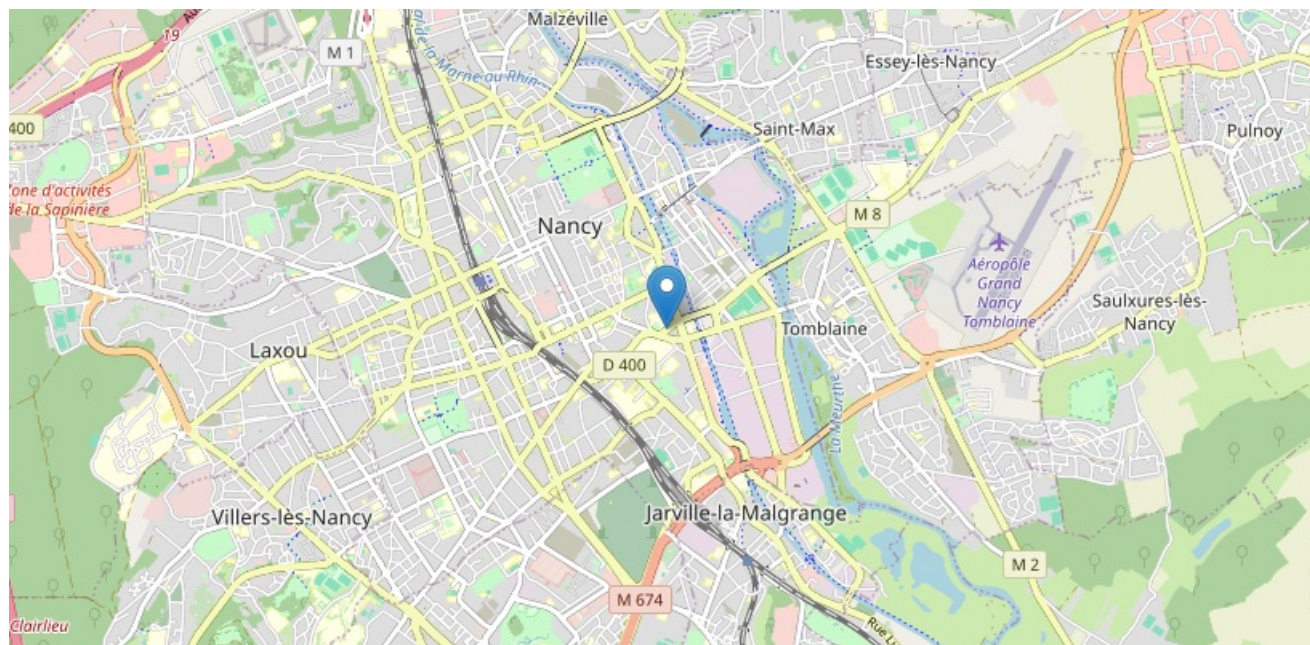 Malzéville
19
M 1
de la Marne au Rhin
Essey-lès-Nancy
400
Saint-Max
Pulnoy
Zone d'activités
de la Sapinière
M 8
Nancy
Aéropôle
Grand
Nancy
Tomblaine
Saulxures-lès-
Nancy
Tomblaine
Laxou
D 400
La Meurthe
Villers-lès-Nancy
Jarville-la-Malgrange
M 2
M 674
Clairlieu
Rue L